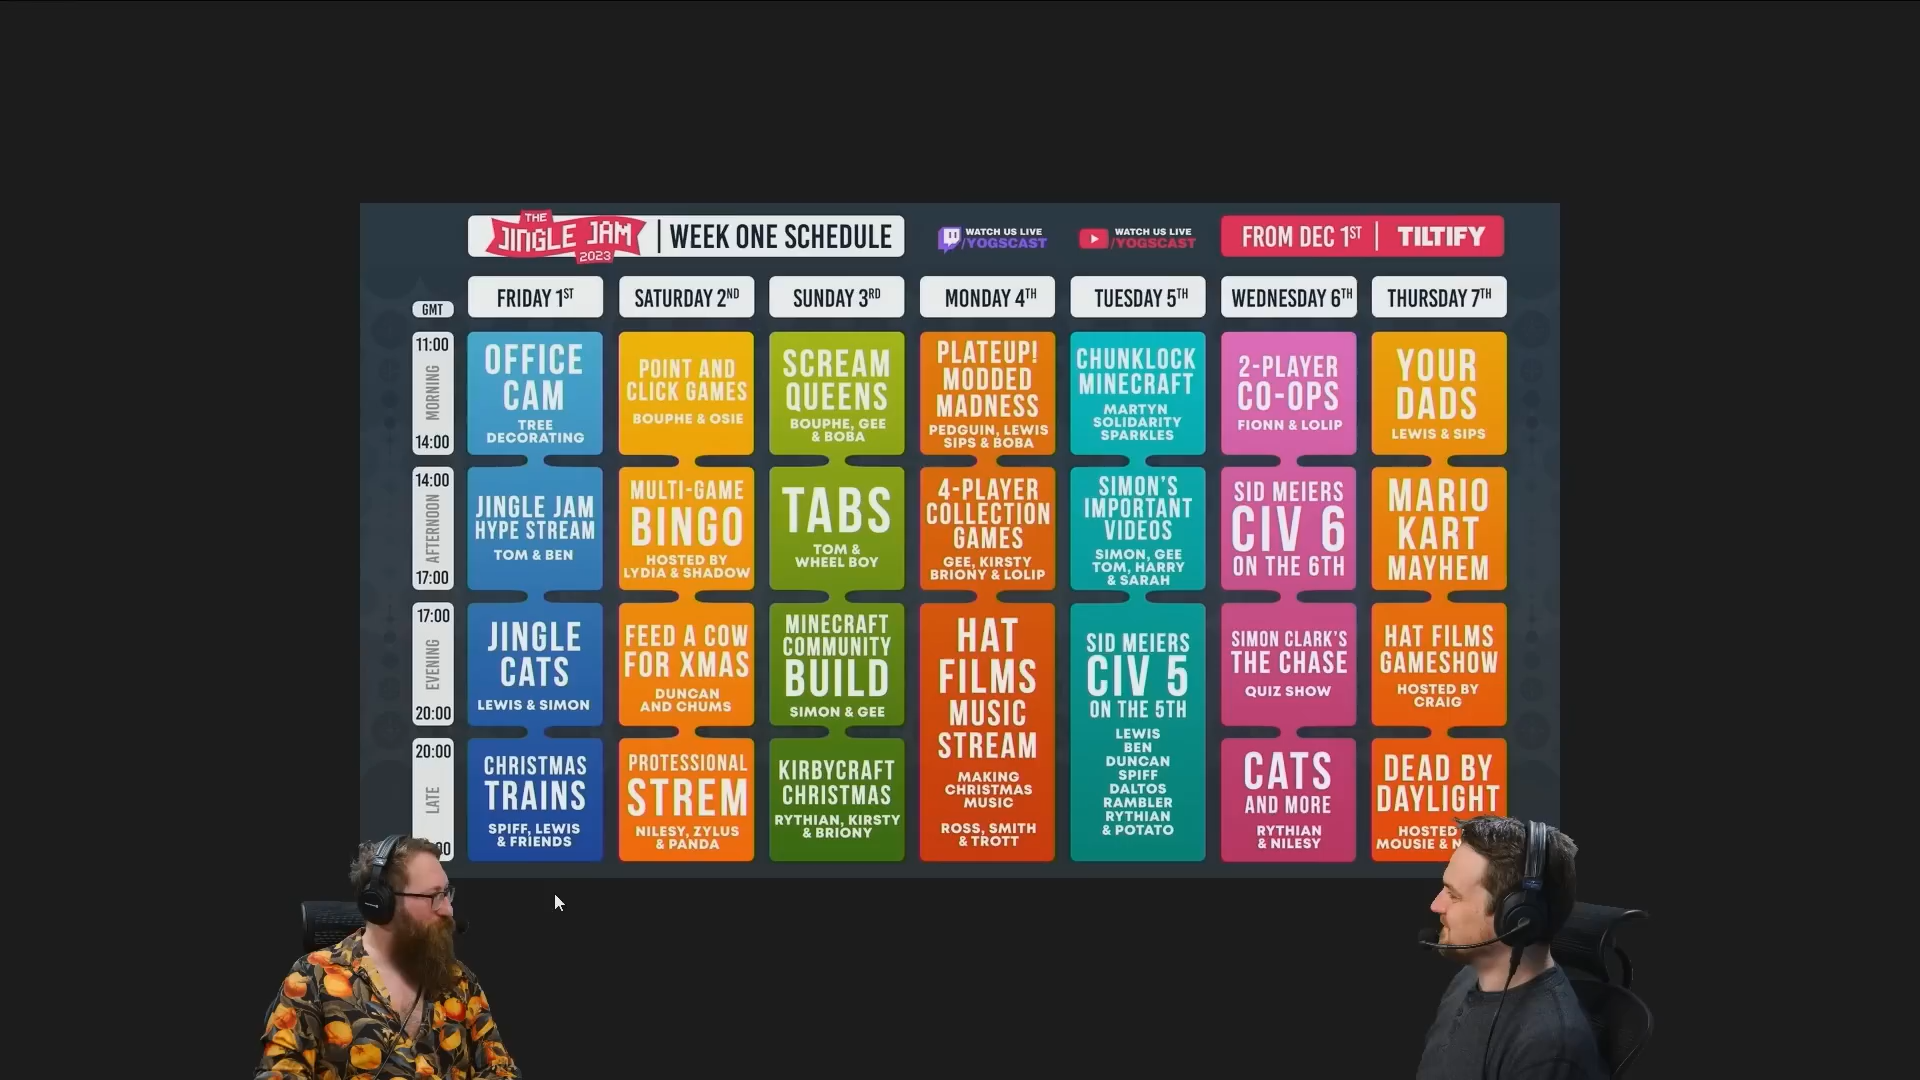 THE
JINGLE JAM
2023
WEEK ONE SCHEDULE
WATCH US LIVE
/YOGSCAST
WATCH US LIVE
/YOGSCAST
FROM DEC 1ST
TILTIFY
GMT
FRIDAY 1ST
SATURDAY 2ND
SUNDAY 3RD
MONDAY 4TH
TUESDAY 5TH
WEDNESDAY 6TH
THURSDAY 7TH
11:00
MORNING
14:00
OFFICE
CAM
TREE
DECORATING
POINT AND
CLICK GAMES
BOUPHE & OSIE
SCREAM
QUEENS
BOUPHE, GEE
& BOBA
PLATEUP!
MODDED
MADNESS
PEDGUIN, LEWIS
SIPS & BOBA
CHUNKLOCK
MINECRAFT
MARTYN
SOLIDARITY
SPARKLES
2-PLAYER
CO-OPS
FIONN & LOLIP
YOUR
DADS
LEWIS & SIPS
14:00
AFTERNOON
17:00
JINGLE JAM
HYPE STREAM
TOM & BEN
MULTI-GAME
BINGO
HOSTED BY
LYDIA & SHADOW
TABS
TOM &
WHEEL BOY
4-PLAYER
COLLECTION
GAMES
GEE, KIRSTY
BRIONY & LOLIP
SIMON'S
IMPORTANT
VIDEOS
SIMON, GEE
TOM, HARRY
& SARAH
SID MEIERS
CIV 6
ON THE 6TH
MARIO
KART
MAYHEM
17:00
EVENING
20:00
JINGLE
CATS
LEWIS & SIMON
FEED A COW
FOR XMAS
DUNCAN
AND CHUMS
MINECRAFT
COMMUNITY
BUILD
SIMON & GEE
HAT
FILMS
MUSIC
STREAM
MAKING
CHRISTMAS
MUSIC
ROSS, SMITH
& TROTT
SID MEIERS
CIV 5
ON THE 5TH
LEWIS
BEN
DUNCAN
SPIFF
DALTOS
RAMBLER
RYTHIAN
& POTATO
SIMON CLARK'S
THE CHASE
QUIZ SHOW
HAT FILMS
GAMESHOW
HOSTED BY
CRAIG
20:00
LATE
CHRISTMAS
TRAINS
SPIFF, LEWIS
& FRIENDS
PROTESSIONAL
STREM
NILESY, ZYLUS
& PANDA
KIRBYCRAFT
CHRISTMAS
RYTHIAN, KIRSTY
& BRIONY
CATS
AND MORE
RYTHIAN
& NILESY
DEAD BY
DAYLIGHT
HOSTED
MOUSIE &